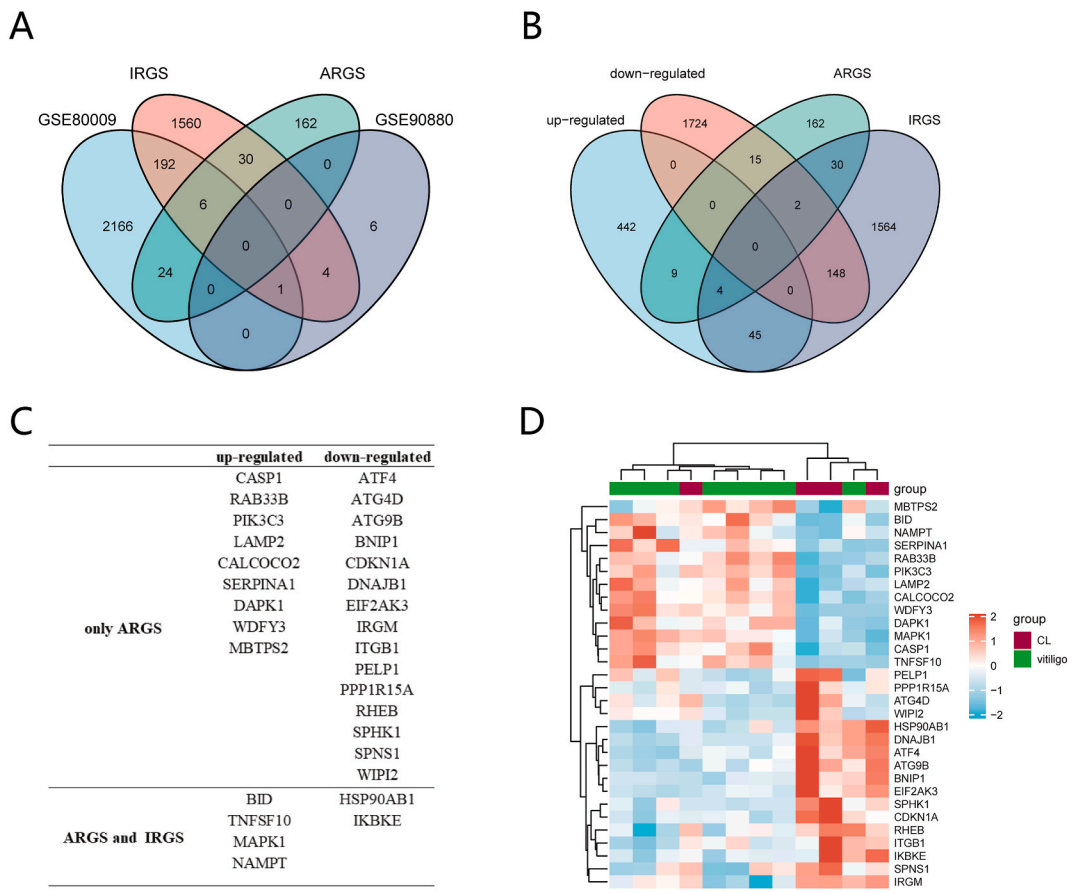 A
IRGS ARGS
GSE80009 GSE90880
1560 162
192 30 0
6 0
2166 6
0
24 4
0 1
0
B
down-regulated ARGS
up-regulated IRGS
1724 162
0 15 30
0 2
442 1564
0
9 148
4 0
45
C
up-regulated down-regulated
CASP1 ATF4
RAB33B ATG4D
PIK3C3 ATG9B
LAMP2 BNIP1
CALCOCO2 CDKN1A
SERPINA1 DNAJB1
DAPK1 EIF2AK3
only ARGS WDFY3 IRGM
MBTPS2 ITGB1
PELP1
PPP1R15A
RHEB
SPHK1
SPNS1
WIPI2
BID HSP90AB1
TNFSF10 IKBKE
ARGS and IRGS MAPK1
NAMPT
D
group
MBTPS2
BID
NAMPT
SERPINA1
RAB33B
PIK3C3
LAMP2
CALCOCO2
WDFY3
DAPK1
MAPK1
CASP1
TNFSF10
PELP1
PPP1R15A
ATG4D
WIPI2
HSP90AB1
DNAJB1
ATF4
ATG9B
BNIP1
EIF2AK3
SPHK1
CDKN1A
RHEB
ITGB1
IKBKE
SPNS1
IRGM
2
1
0
−1
−2
group
CL
vitiligo